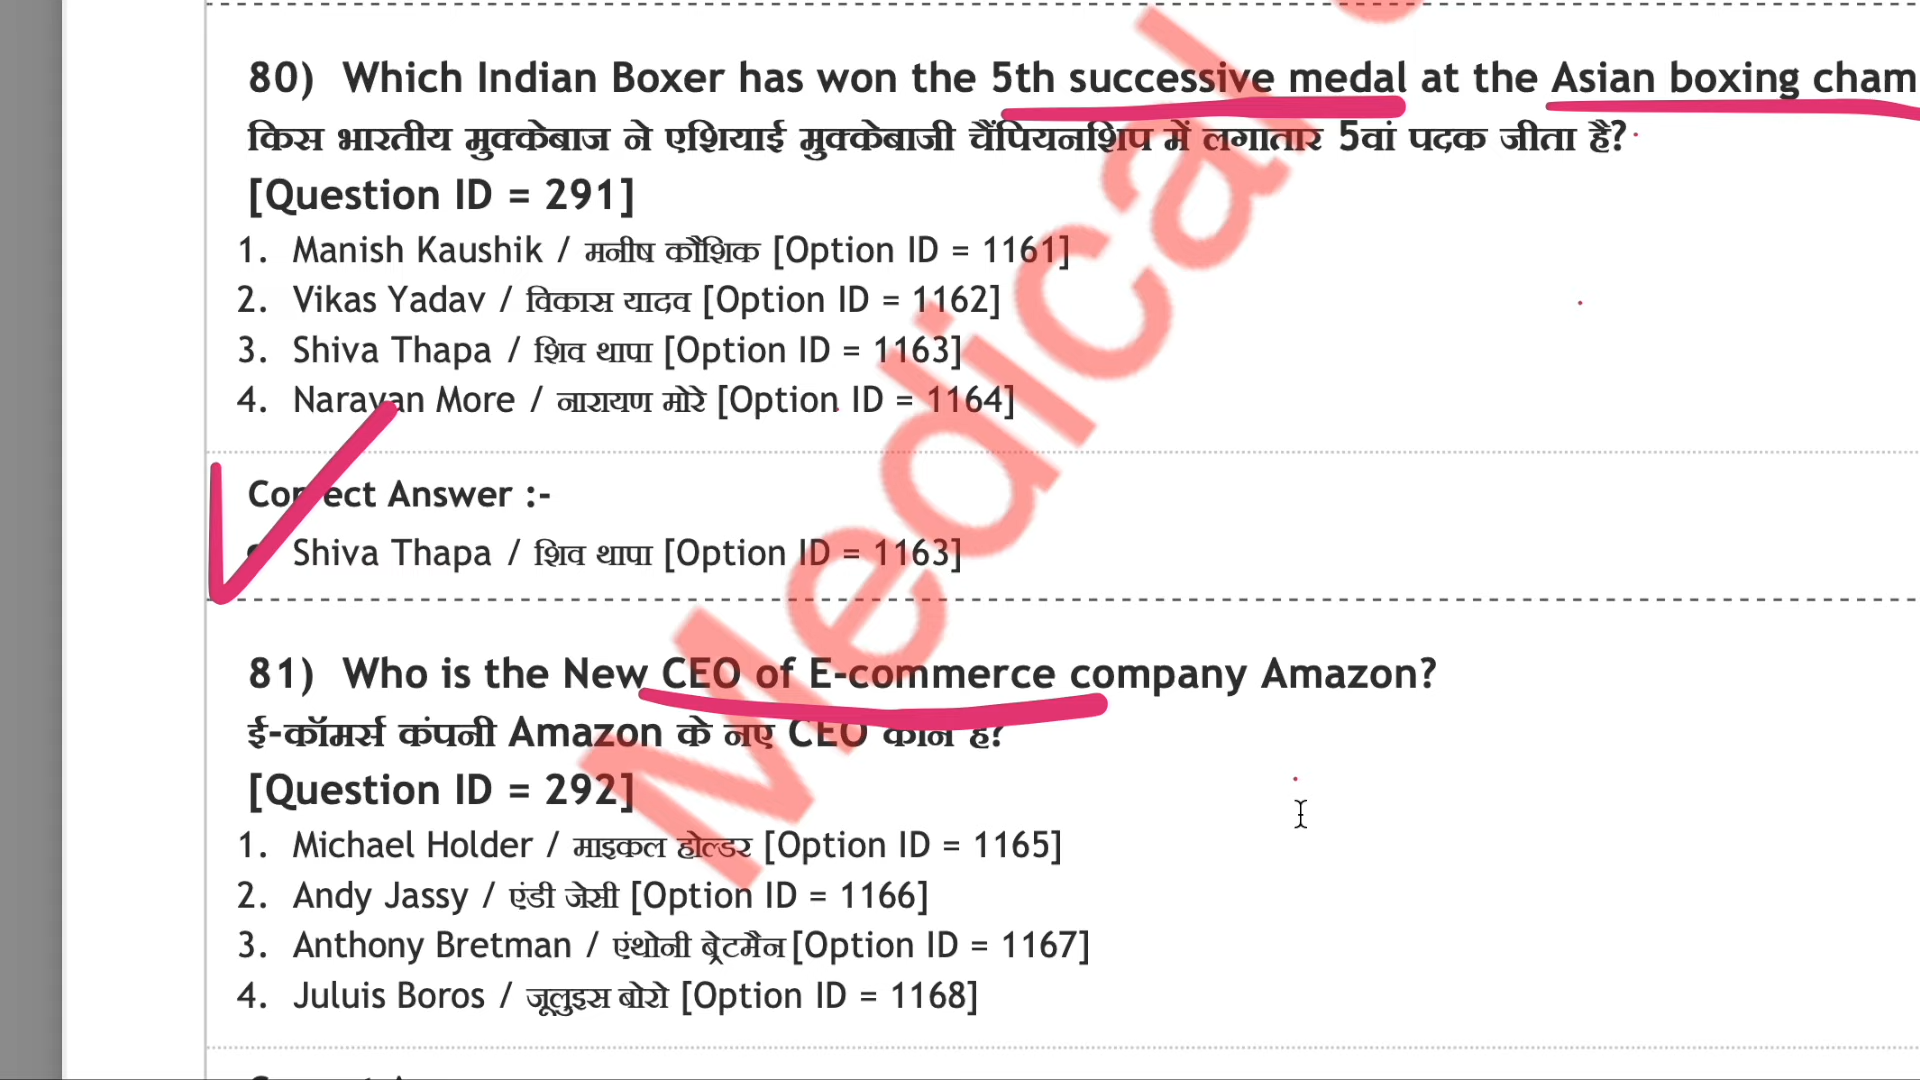 80) Which Indian Boxer has won the 5th successive medal at the Asian boxing cham
किस भारतीय मुक्केबाज ने एशियाई मुक्केबाजी चैंपियनशिप में लगातार 5वां पदक जीता है?
[Question ID = 291]
1. Manish Kaushik / मनीष कौशिक [Option ID = 1161]
2. Vikas Yadav / विकास यादव [Option ID = 1162]
3. Shiva Thapa / शिव थापा [Option ID = 1163]
4. Narayan More / नारायण मोरे [Option ID = 1164]
Correct Answer :-
Shiva Thapa / शिव थापा [Option ID = 1163]
81) Who is the New CEO of E-commerce company Amazon?
ई-कॉमर्स कंपनी Amazon के नए CEO कौन है?
[Question ID = 292]
1. Michael Holder / माइकल होल्डर [Option ID = 1165]
2. Andy Jassy / एंडी जेसी [Option ID = 1166]
3. Anthony Bretman / एंथोनी ब्रेटमैन [Option ID = 1167]
4. Juluis Boros / जूलुइस बोरो [Option ID = 1168]
Medical